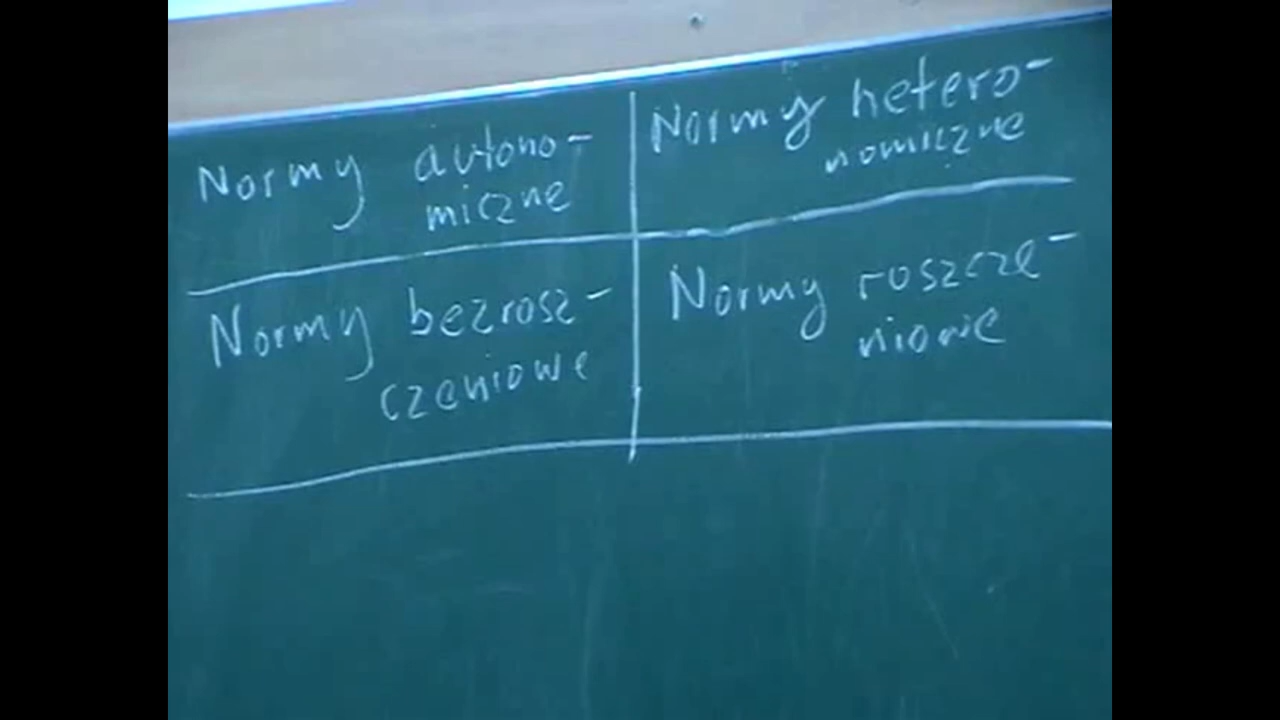 Normy autono-
miczne
Normy hetero-
nomiczne
Normy bezrosz-
czeniowe
Normy roszcze-
niowe